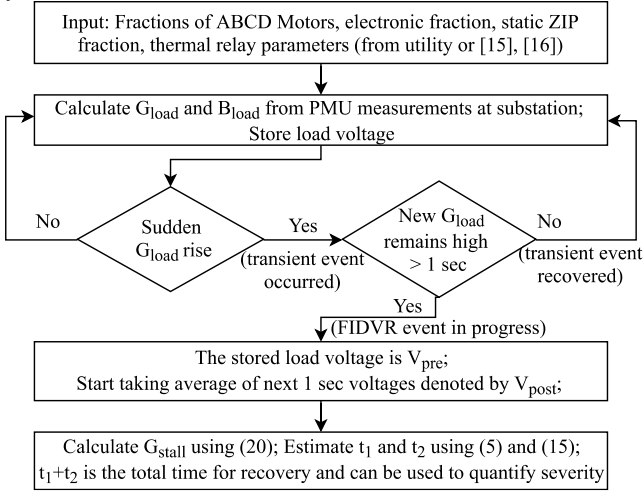 Input: Fractions of ABCD Motors, electronic fraction, static ZIP
fraction, thermal relay parameters (from utility or [15], [16])
Calculate Gload and Bload from PMU measurements at substation;
Store load voltage
No
Sudden
Gload rise
Yes
(transient event
occurred)
New Gload
remains high
> 1 sec
No
(transient event
recovered)
Yes
(FIDVR event in progress)
The stored load voltage is Vpre;
Start taking average of next 1 sec voltages denoted by Vpost;
Calculate Gstall using (20); Estimate t1 and t2 using (5) and (15);
t1+t2 is the total time for recovery and can be used to quantify severity